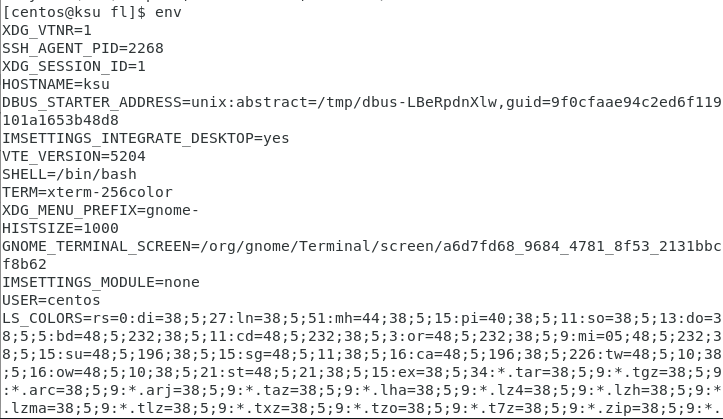 [centos@ksu fl]$ env
XDG_VTNR=1
SSH_AGENT_PID=2268
XDG_SESSION_ID=1
HOSTNAME=ksu
DBUS_STARTER_ADDRESS=unix:abstract=/tmp/dbus-LBeRpdnXlw,guid=9f0cfaae94c2ed6f119
101a1653b48d8
IMSETTINGS_INTEGRATE_DESKTOP=yes
VTE_VERSION=5204
SHELL=/bin/bash
TERM=xterm-256color
XDG_MENU_PREFIX=gnome-
HISTSIZE=1000
GNOME_TERMINAL_SCREEN=/org/gnome/Terminal/screen/a6d7fd68_9684_4781_8f53_2131bbc
f8b62
IMSETTINGS_MODULE=none
USER=centos
LS_COLORS=rs=0:di=38;5;27:ln=38;5;51:mh=44;38;5;15:pi=40;38;5;11:so=38;5;13:do=3
8;5;5:bd=48;5;232;38;5;11:cd=48;5;232;38;5;3:or=48;5;232;38;5;9:mi=05;48;5;232;3
8;5;15:su=48;5;196;38;5;15:sg=48;5;11;38;5;16:ca=48;5;196;38;5;226:tw=48;5;10;38
;5;16:ow=48;5;10;38;5;21:st=48;5;21;38;5;15:ex=38;5;34:*.tar=38;5;9:*.tgz=38;5;9
:*.arc=38;5;9:*.arj=38;5;9:*.taz=38;5;9:*.lha=38;5;9:*.lz4=38;5;9:*.lzh=38;5;9:*
.lzma=38;5;9:*.tlz=38;5;9:*.txz=38;5;9:*.tzo=38;5;9:*.t7z=38;5;9:*.zip=38;5;9:*.